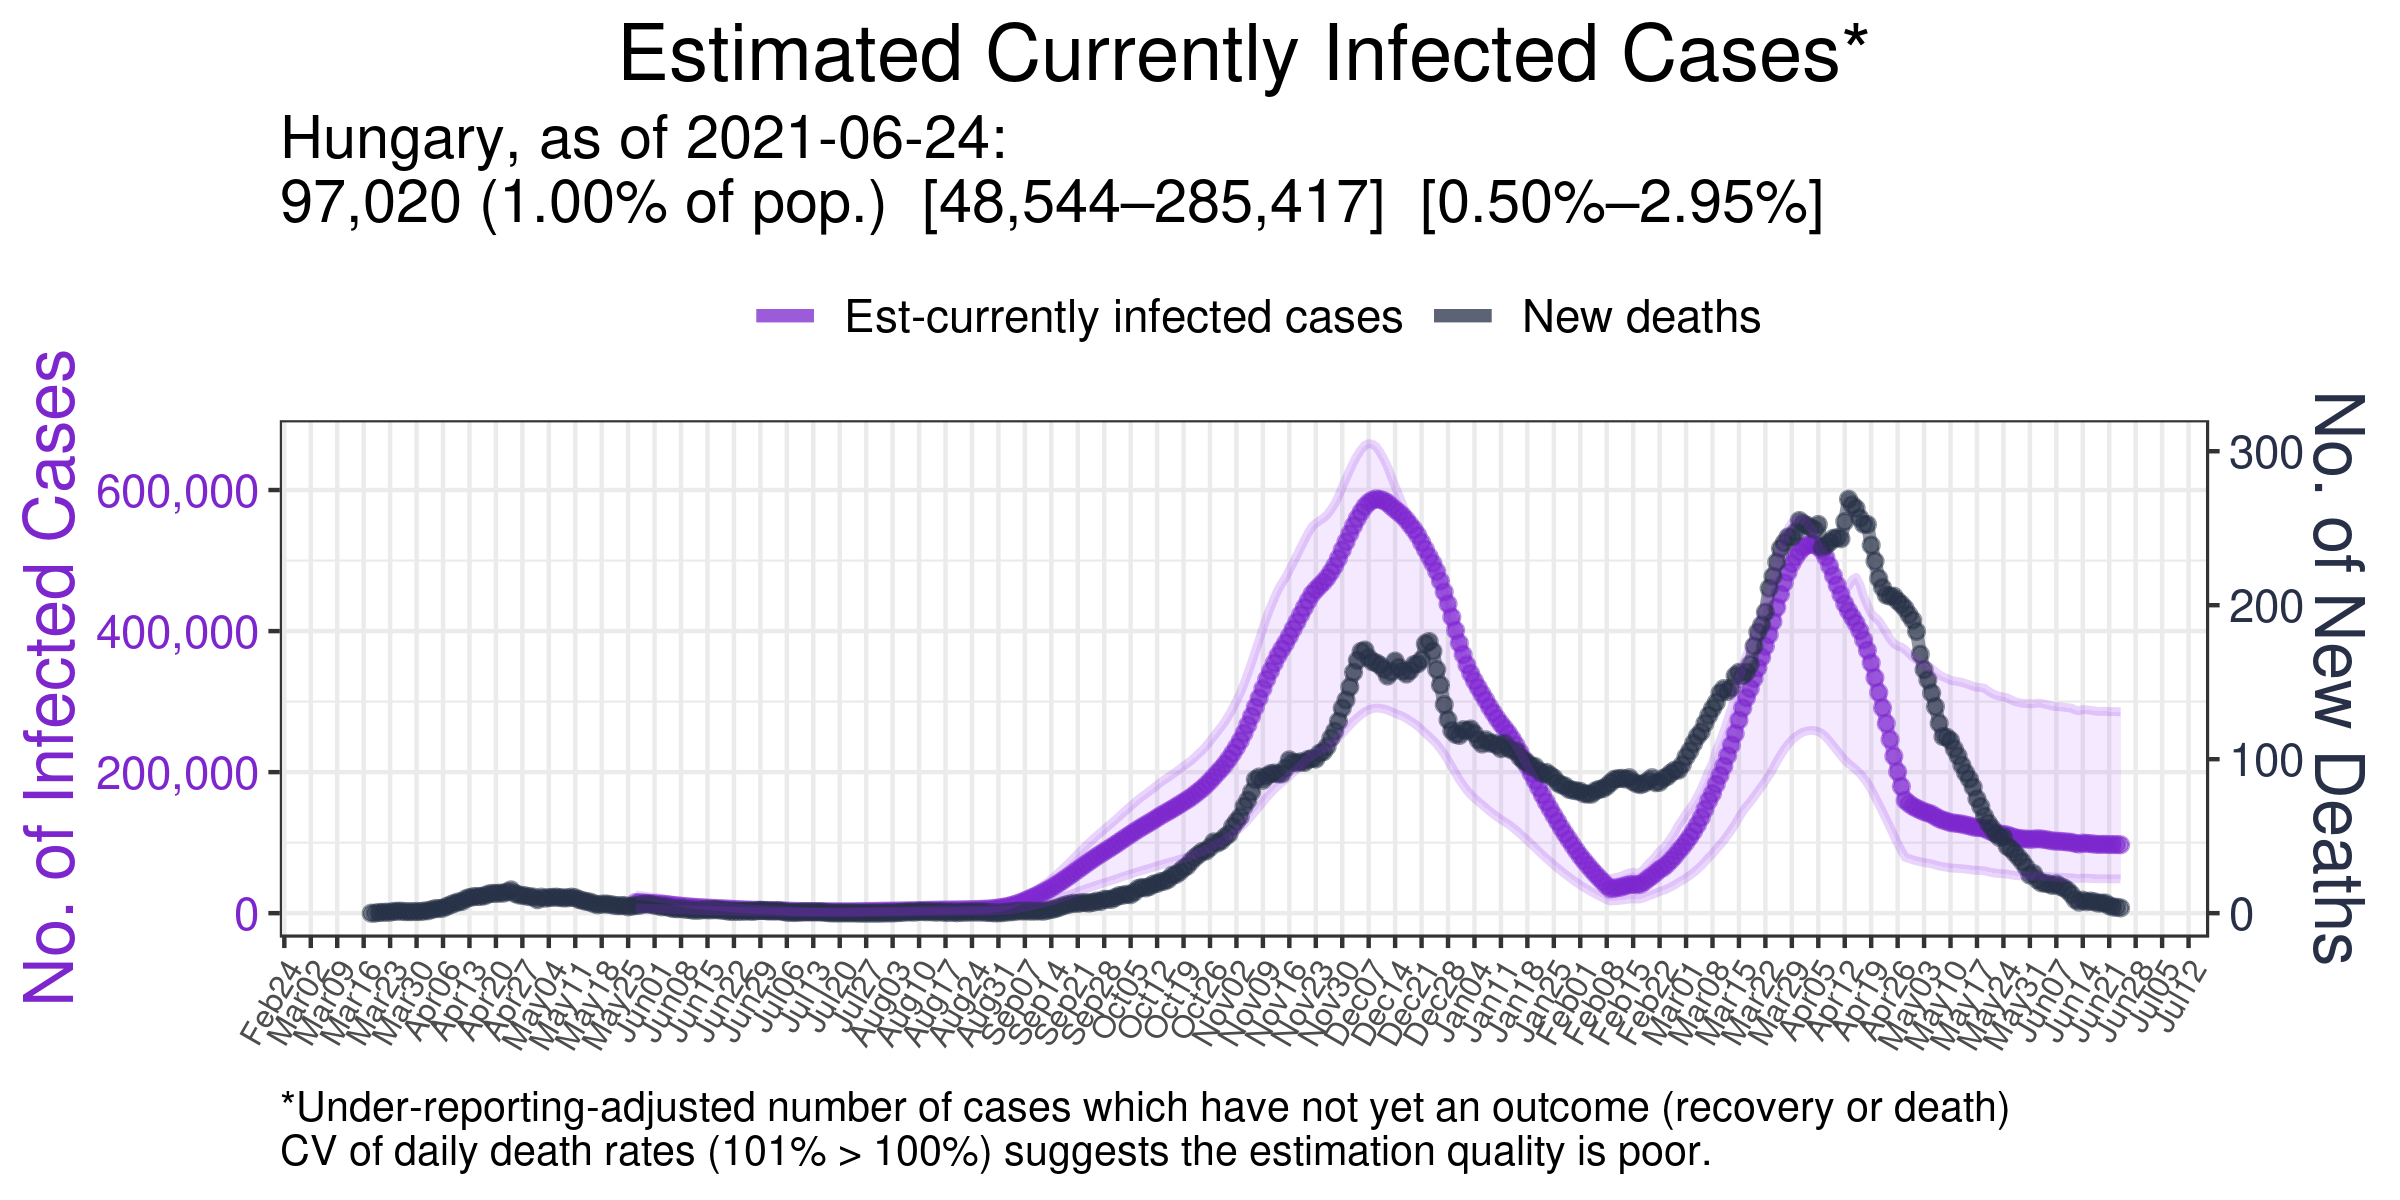 Estimated Currently Infected Cases*
Hungary, as of 2021-06-24:
97,020 (1.00% of pop.) [48,544–285,417] [0.50%–2.95%]
Est-currently infected cases New deaths
No. of Infected Cases
600,000
400,000
200,000
0
No. of New Deaths
300
200
100
0
Feb24 Mar02 Mar09 Mar16 Mar23 Mar30 Apr06 Apr13 Apr20 Apr27 May04 May11 May18 May25 Jun01 Jun08 Jun15 Jun22 Jun29 Jul06 Jul13 Jul20 Jul27 Aug03 Aug10 Aug17 Aug24 Aug31 Sep07 Sep14 Sep21 Sep28 Oct05 Oct12 Oct19 Oct26 Nov02 Nov09 Nov16 Nov23 Nov30 Dec07 Dec14 Dec21 Dec28 Jan04 Jan11 Jan18 Jan25 Feb01 Feb08 Feb15 Feb22 Mar01 Mar08 Mar15 Mar22 Mar29 Apr05 Apr12 Apr19 Apr26 May03 May10 May17 May24 May31 Jun07 Jun14 Jun21 Jun28 Jul05 Jul12
*Under-reporting-adjusted number of cases which have not yet an outcome (recovery or death)
CV of daily death rates (101% > 100%) suggests the estimation quality is poor.